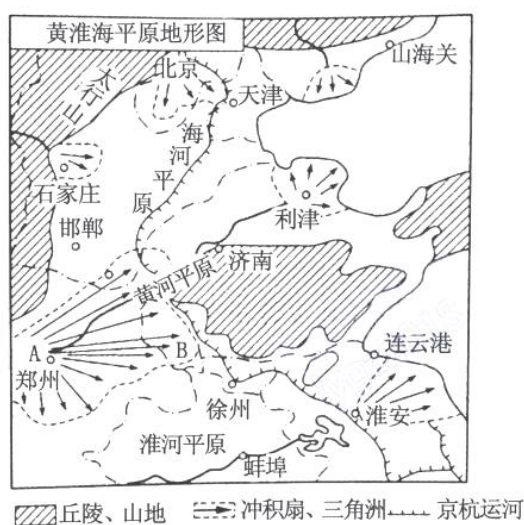 黄淮海平原地形图
山海关
北京
太行山
天津
海河平原
石家庄
利津
邯郸
济南
黄河平原
A
B
郑州
连云港
徐州
淮安
淮河平原
蚌埠
丘陵、山地
冲积扇、三角洲
京杭运河